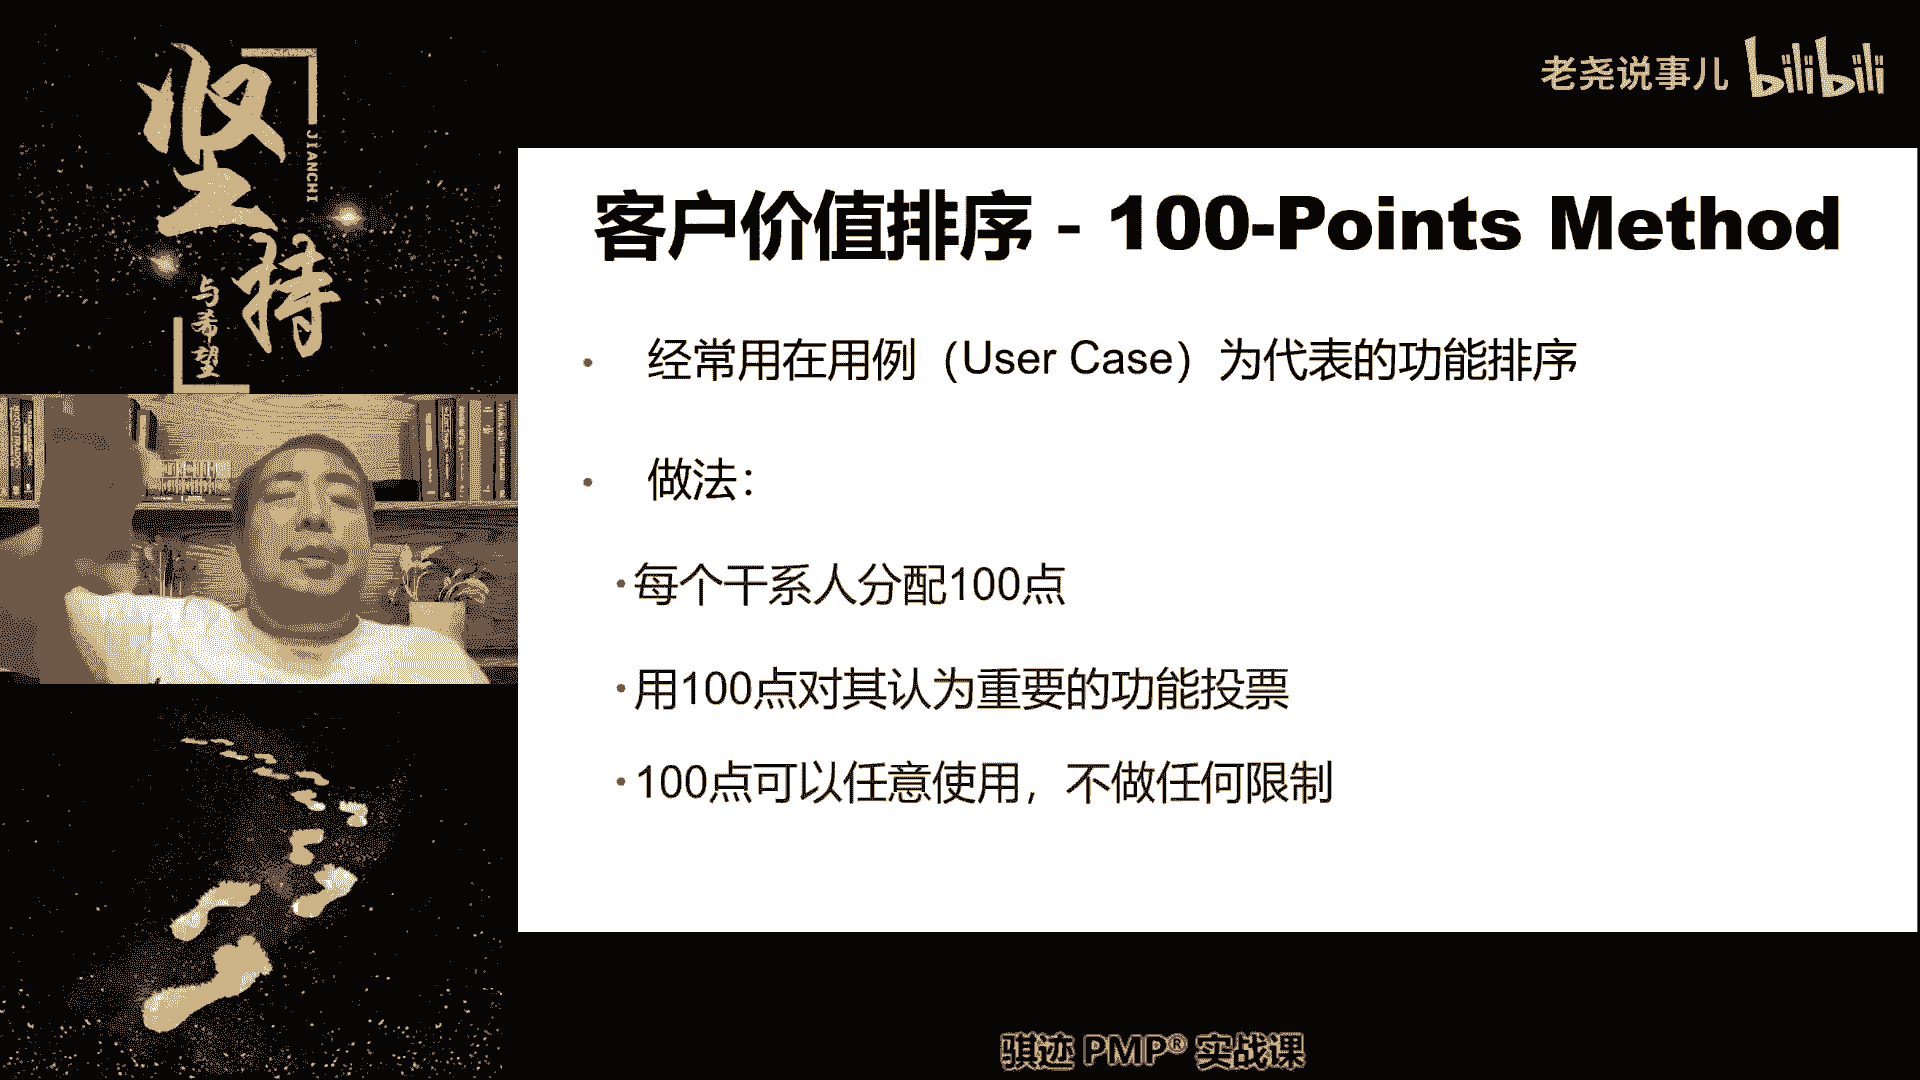 坚持
JIANCHI
与希望
老尧说事儿 bilibili
客户价值排序 - 100-Points Method
• 经常用在用例（User Case）为代表的功能排序
• 做法：
• 每个干系人分配100点
• 用100点对其认为重要的功能投票
• 100点可以任意使用，不做任何限制
骐迹 PMP® 实战课